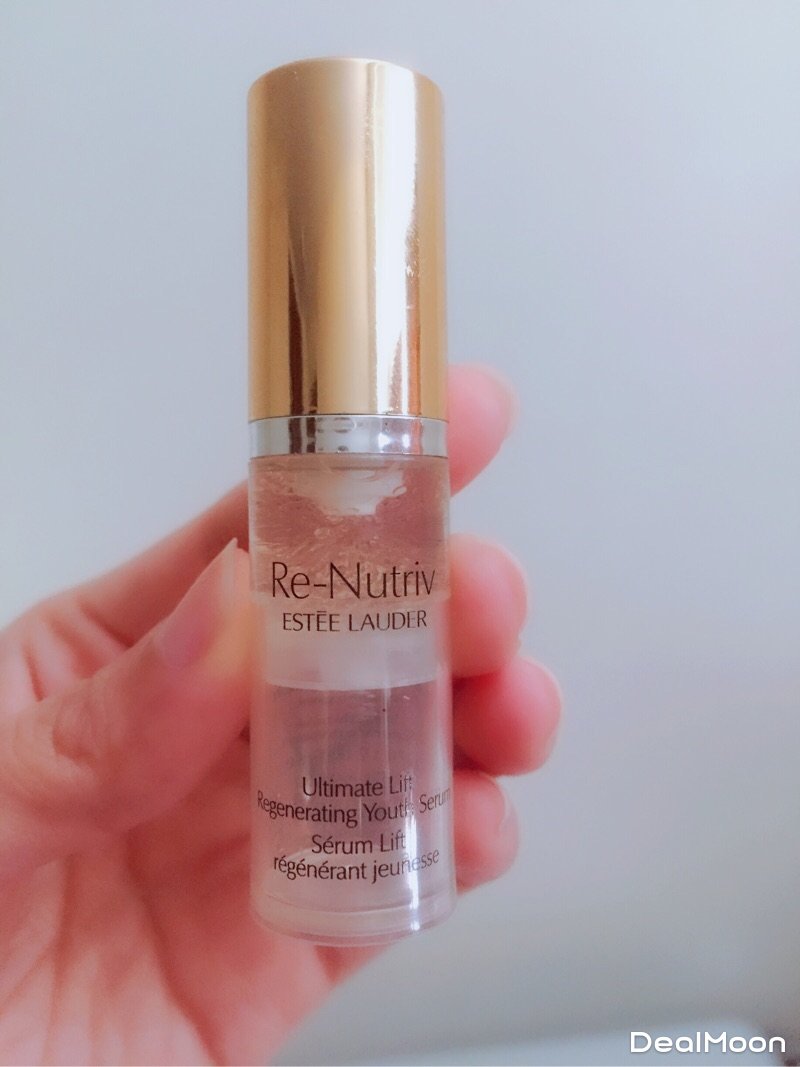 Re-Nutriv
ESTĒE LAUDER
Ultimate Lift
Regenerating Youth Serum
Sérum Lift
régénérant jeunesse
DealMoon